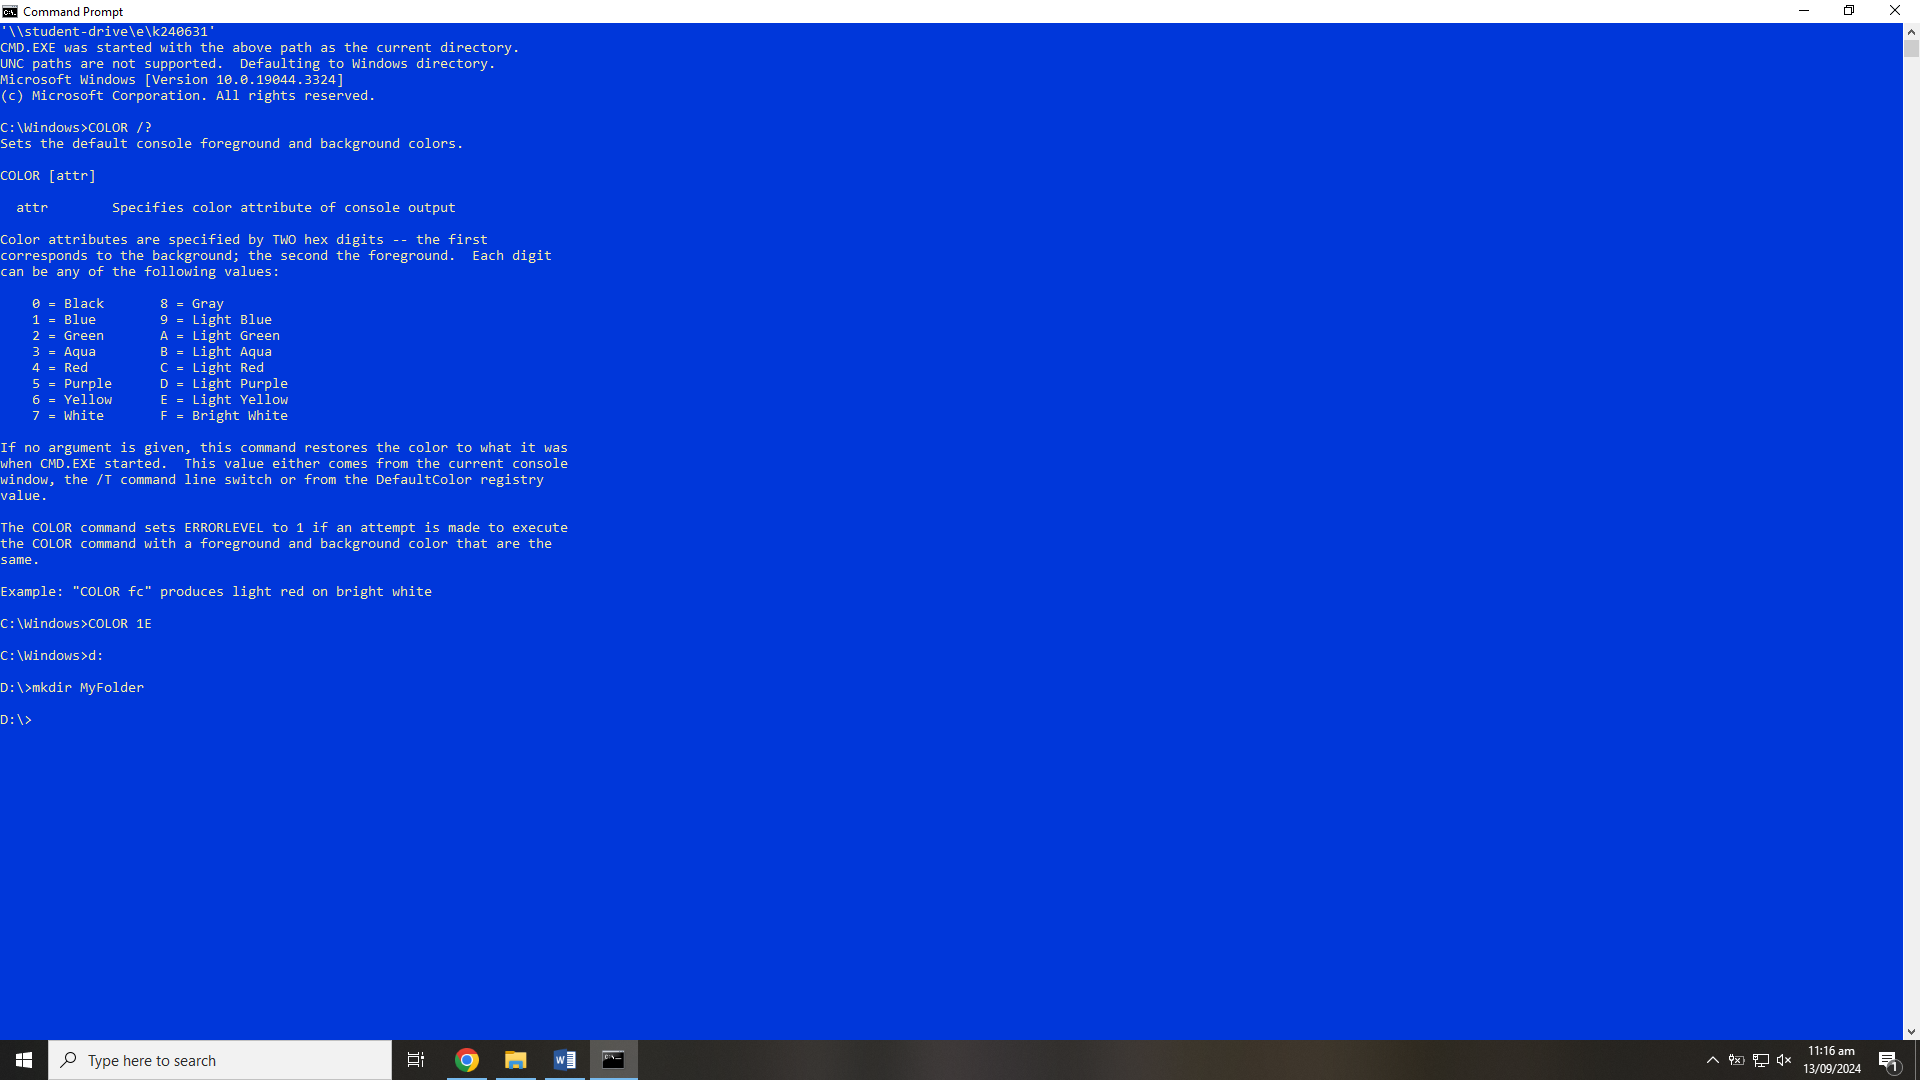 Command Prompt
'\\student-drive\e\k240631'
CMD.EXE was started with the above path as the current directory.
UNC paths are not supported.  Defaulting to Windows directory.
Microsoft Windows [Version 10.0.19044.3324]
(c) Microsoft Corporation. All rights reserved.
C:\Windows>COLOR /?
Sets the default console foreground and background colors.
COLOR [attr]
  attr        Specifies color attribute of console output
Color attributes are specified by TWO hex digits -- the first
corresponds to the background; the second the foreground.  Each digit
can be any of the following values:
    0 = Black       8 = Gray
    1 = Blue        9 = Light Blue
    2 = Green       A = Light Green
    3 = Aqua        B = Light Aqua
    4 = Red         C = Light Red
    5 = Purple      D = Light Purple
    6 = Yellow      E = Light Yellow
    7 = White       F = Bright White
If no argument is given, this command restores the color to what it was
when CMD.EXE started.  This value either comes from the current console
window, the /T command line switch or from the DefaultColor registry
value.
The COLOR command sets ERRORLEVEL to 1 if an attempt is made to execute
the COLOR command with a foreground and background color that are the
same.
Example: "COLOR fc" produces light red on bright white
C:\Windows>COLOR 1E
C:\Windows>d:
D:\>mkdir MyFolder
D:\>
Type here to search
11:16 am
13/09/2024
1